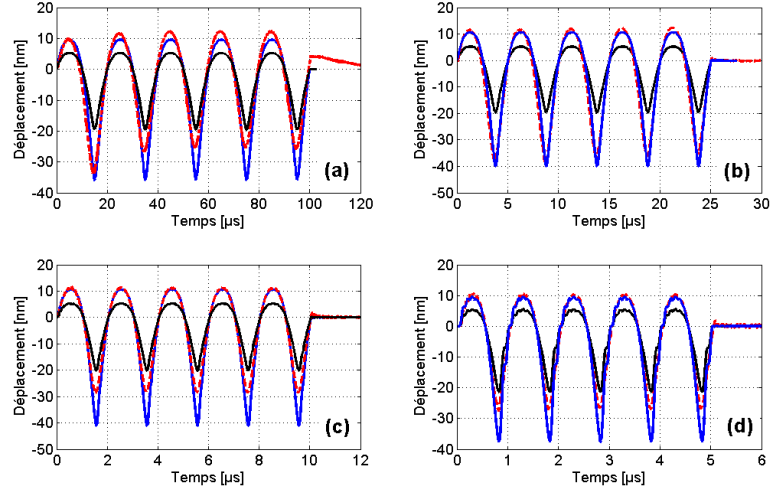 20
10
0
-10
-20
-30
-40
Déplacement [nm]
0 20 40 60 80 100 120
Temps [µs]
(a)
20
10
0
-10
-20
-30
-40
-50
Déplacement [nm]
0 5 10 15 20 25 30
Temps [µs]
(b)
20
10
0
-10
-20
-30
-40
-50
Déplacement [nm]
0 2 4 6 8 10 12
Temps [µs]
(c)
20
10
0
-10
-20
-30
-40
Déplacement [nm]
0 1 2 3 4 5 6
Temps [µs]
(d)